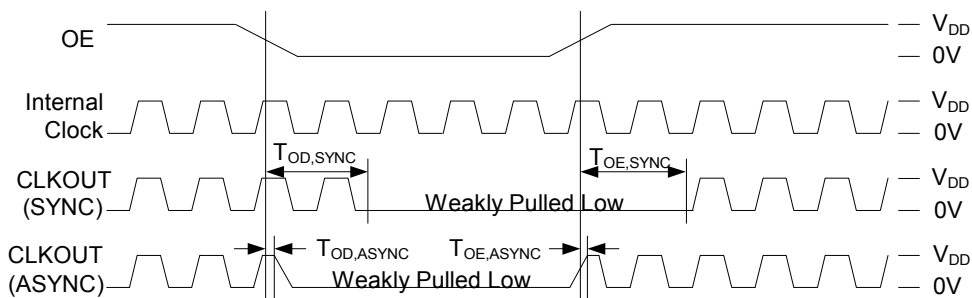 OE
V_DD
0V
Internal
Clock
V_DD
0V
T_OD,SYNC
T_OE,SYNC
CLKOUT
(SYNC)
Weakly Pulled Low
V_DD
0V
CLKOUT
(ASYNC)
T_OD,ASYNC
T_OE,ASYNC
Weakly Pulled Low
V_DD
0V